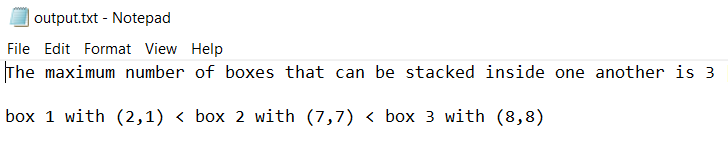 output.txt - Notepad
File Edit Format View Help
The maximum number of boxes that can be stacked inside one another is 3
box 1 with (2,1) < box 2 with (7,7) < box 3 with (8,8)